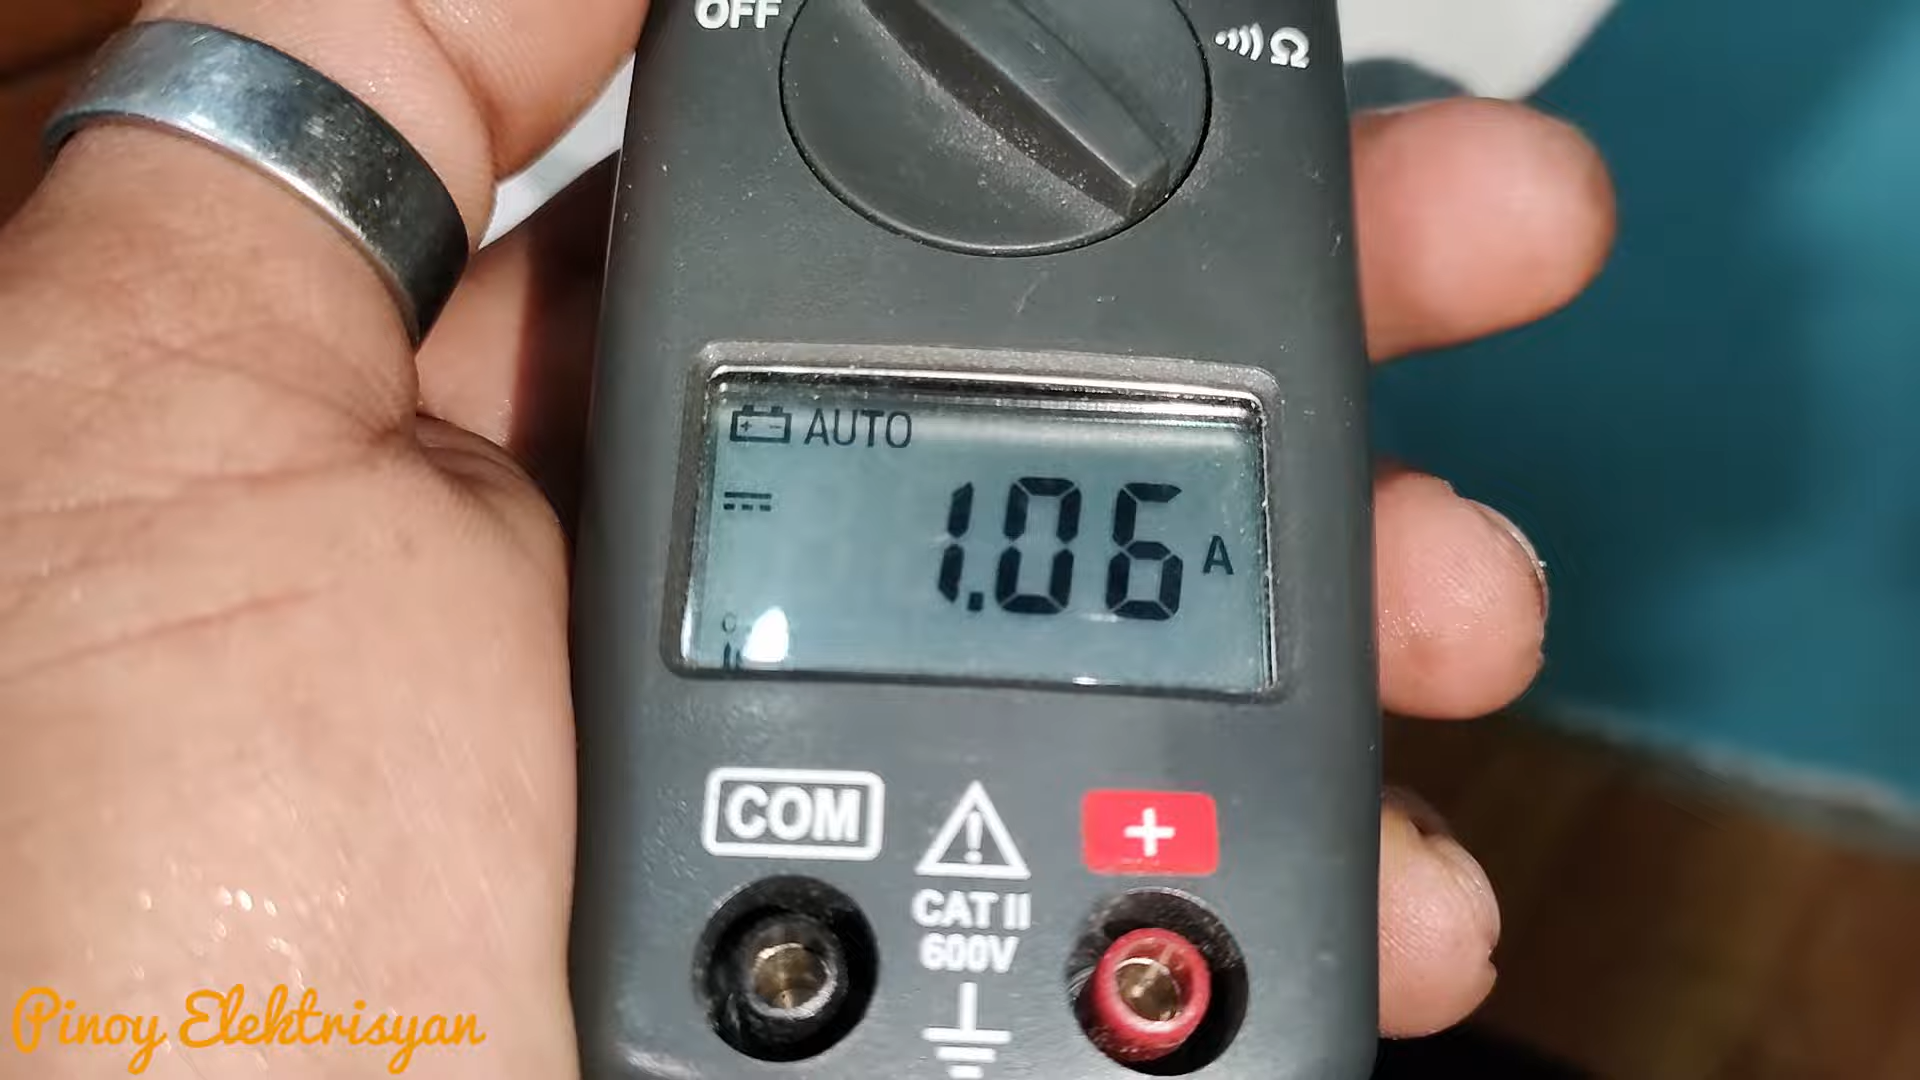 OFF
Ω
AUTO
1.06 A
COM
+
CAT II
600V
Pinoy Elektrisyan